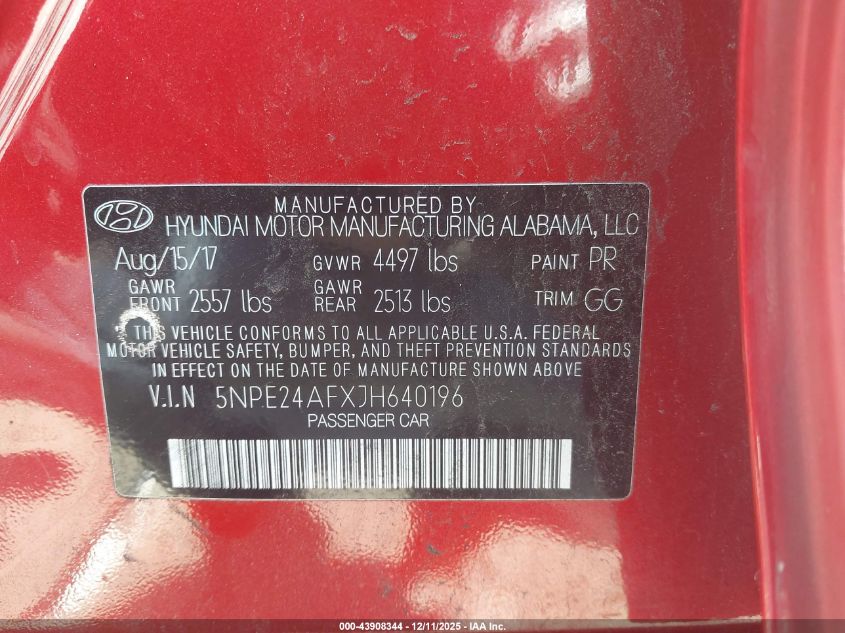 MANUFACTURED BY
HYUNDAI MOTOR MANUFACTURING ALABAMA, LLC
Aug/15/17 GVWR 4497 lbs PAINT PR
GAWR FRONT 2557 lbs GAWR REAR 2513 lbs TRIM GG
THIS VEHICLE CONFORMS TO ALL APPLICABLE U.S.A. FEDERAL
MOTOR VEHICLE SAFETY, BUMPER, AND THEFT PREVENTION STANDARDS
IN EFFECT ON THE DATE OF MANUFACTURE SHOWN ABOVE
V.I.N 5NPE24AFXJH640196
PASSENGER CAR
000-43908344 - 12/11/2025 - IAA Inc.